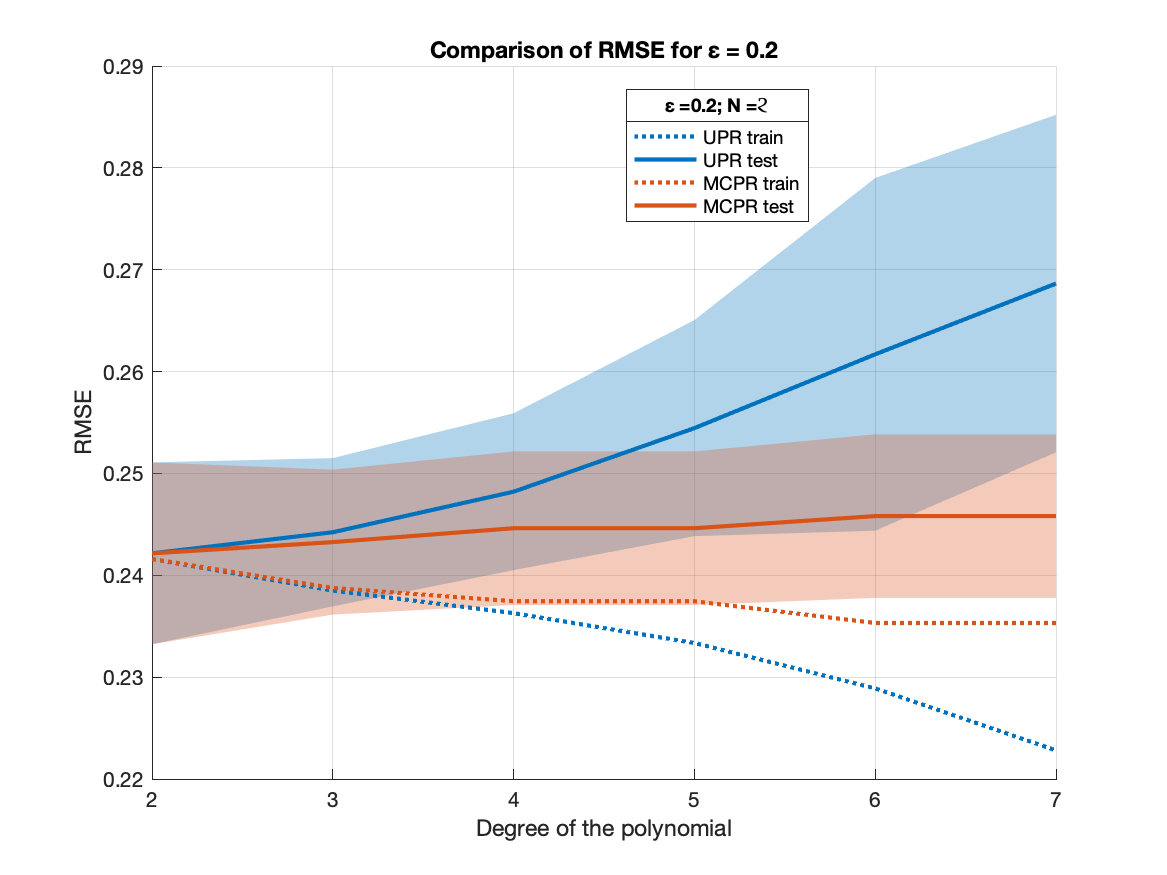 Comparison of RMSE for ε = 0.2
0.29
0.28
0.27
0.26
0.25
0.24
0.23
0.22
RMSE
ε =0.2; N =
UPR train
UPR test
MCPR train
MCPR test
2 3 4 5 6 7
Degree of the polynomial